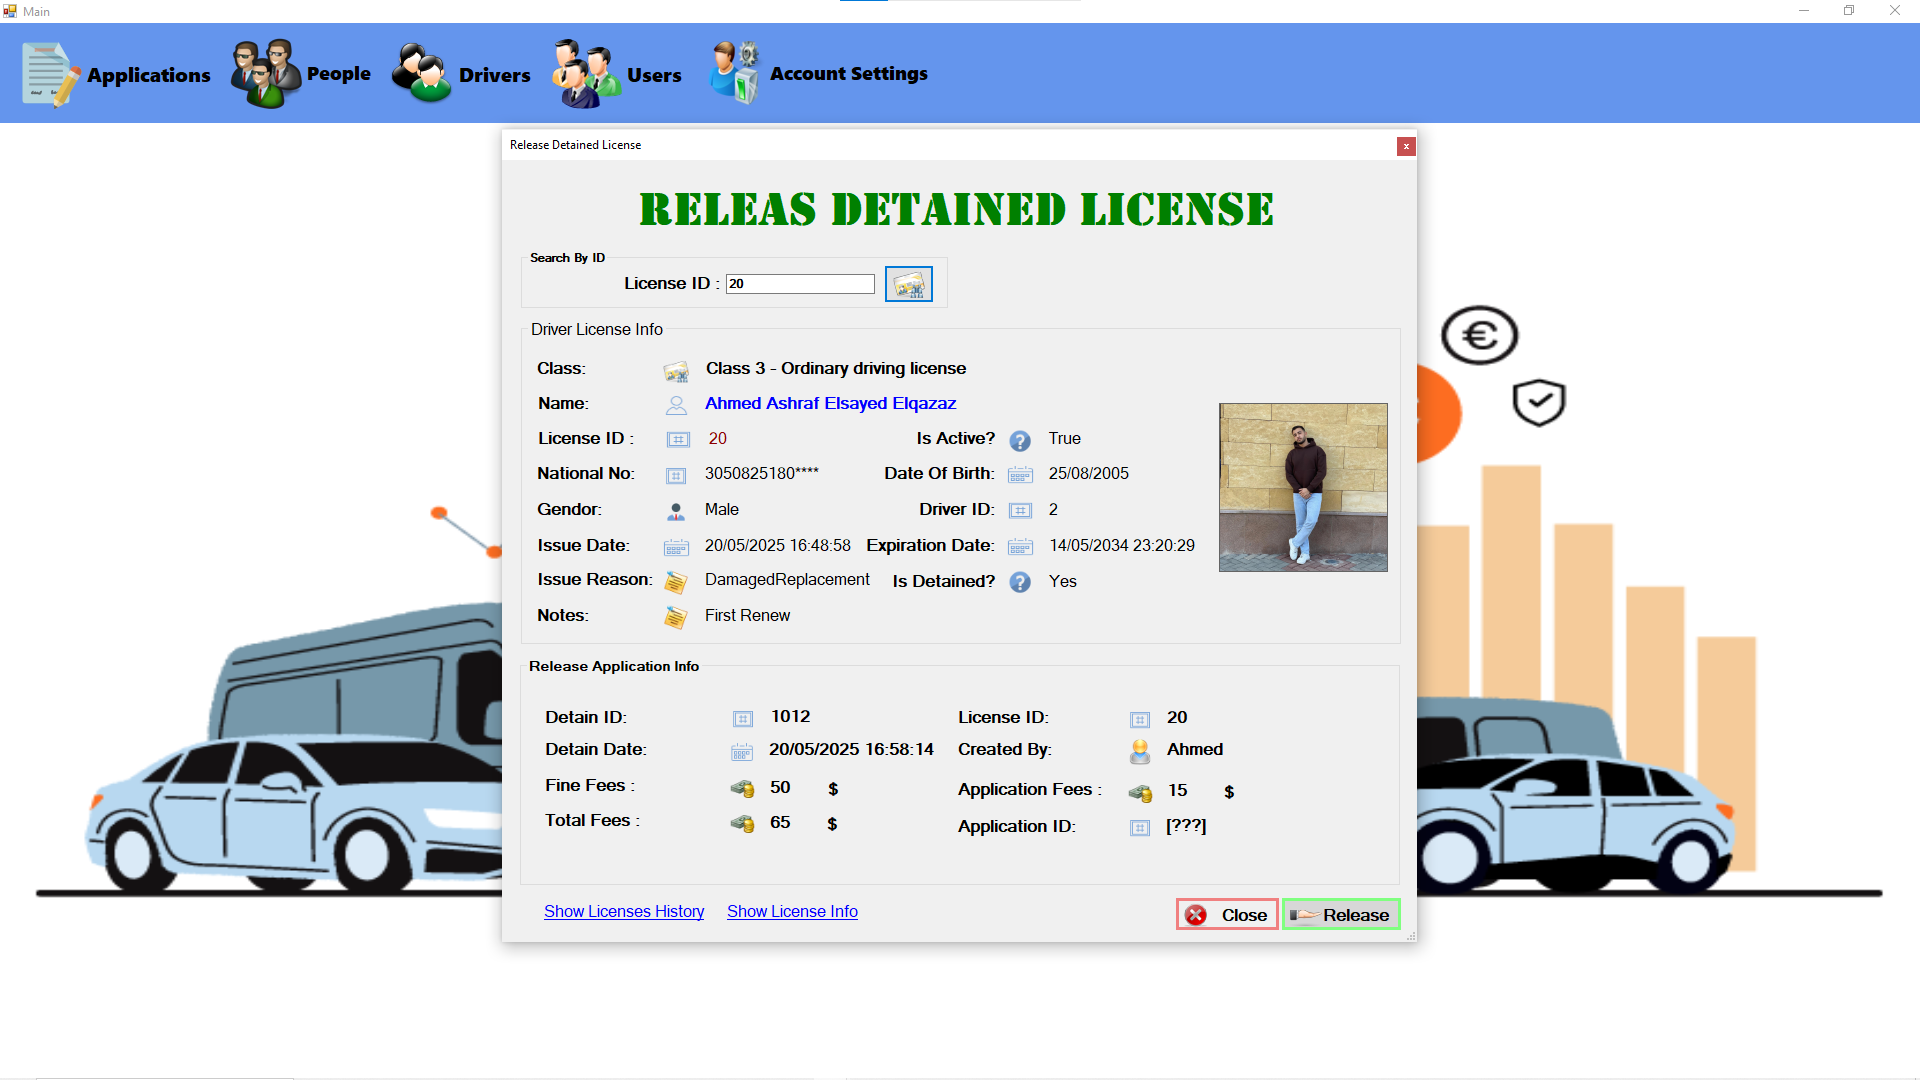 Main
Applications People Drivers Users Account Settings
Release Detained License
RELEAS DETAINED LICENSE
Search By ID
License ID : 20
Driver License Info
Class: Class 3 - Ordinary driving license
Name: Ahmed Ashraf Elsayed Elqazaz
License ID : 20 Is Active? True
National No: 3050825180**** Date Of Birth: 25/08/2005
Gendor: Male Driver ID: 2
Issue Date: 20/05/2025 16:48:58 Expiration Date: 14/05/2034 23:20:29
Issue Reason: DamagedReplacement Is Detained? Yes
Notes: First Renew
Release Application Info
Detain ID: 1012 License ID: 20
Detain Date: 20/05/2025 16:58:14 Created By: Ahmed
Fine Fees : 50 $ Application Fees : 15 $
Total Fees : 65 $ Application ID: [???]
Show Licenses History Show License Info Close Release